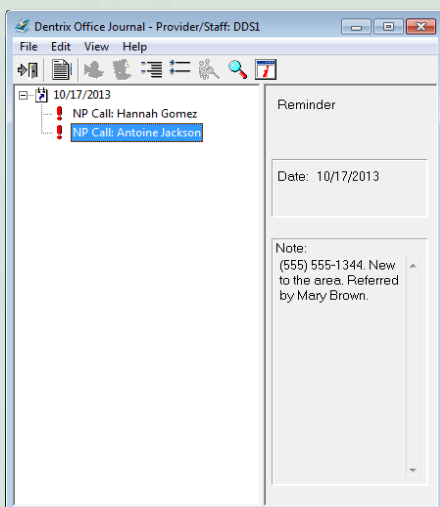 Dentrix Office Journal - Provider/Staff: DDS1
File Edit View Help
10/17/2013
NP Call: Hannah Gomez
NP Call: Antoine Jackson
Reminder
Date: 10/17/2013
Note:
(555) 555-1344. New
to the area. Referred
by Mary Brown.